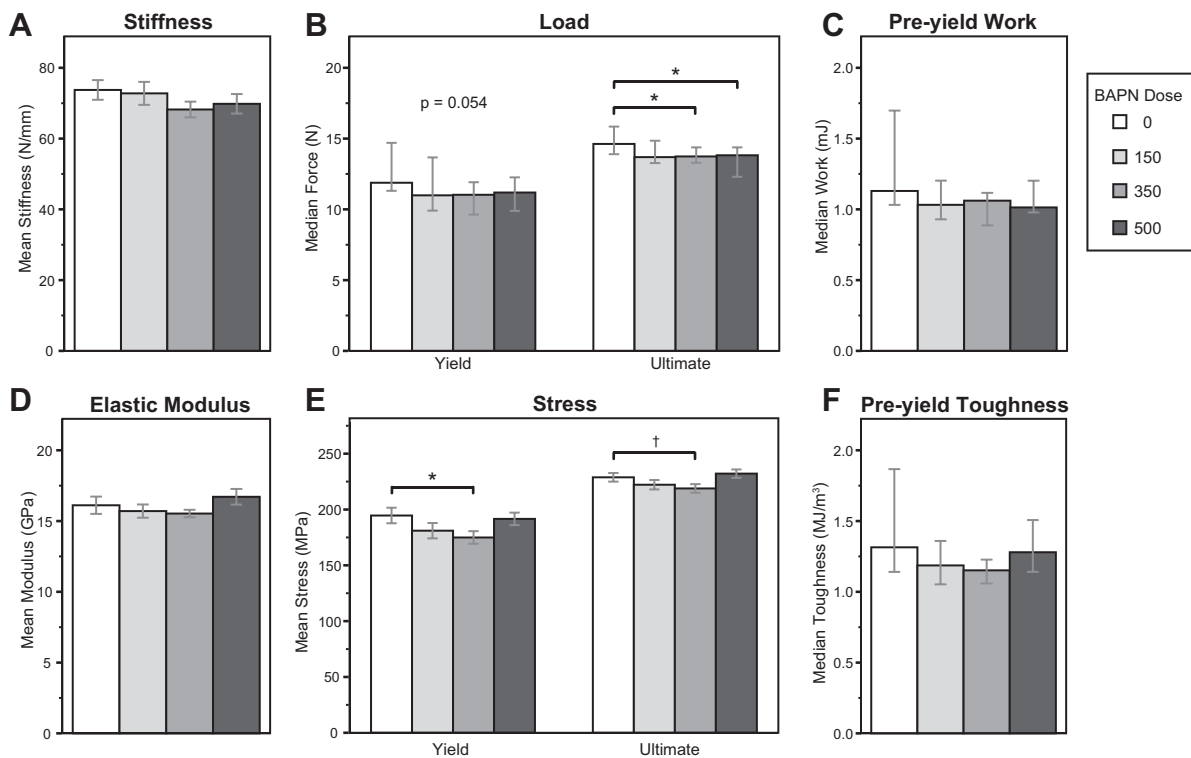 A
Stiffness
Mean Stiffness (N/mm)
80
60
40
20
0
B
Load
Median Force (N)
20
15
10
5
0
p = 0.054
*
*
Yield
Ultimate
C
Pre-yield Work
Median Work (mJ)
2.0
1.5
1.0
0.5
0.0
BAPN Dose
0
150
350
500
D
Elastic Modulus
Mean Modulus (GPa)
20
15
10
5
0
E
Stress
Mean Stress (MPa)
250
200
150
100
50
0
*
†
Yield
Ultimate
F
Pre-yield Toughness
Median Toughness (MJ/m³)
2.0
1.5
1.0
0.5
0.0